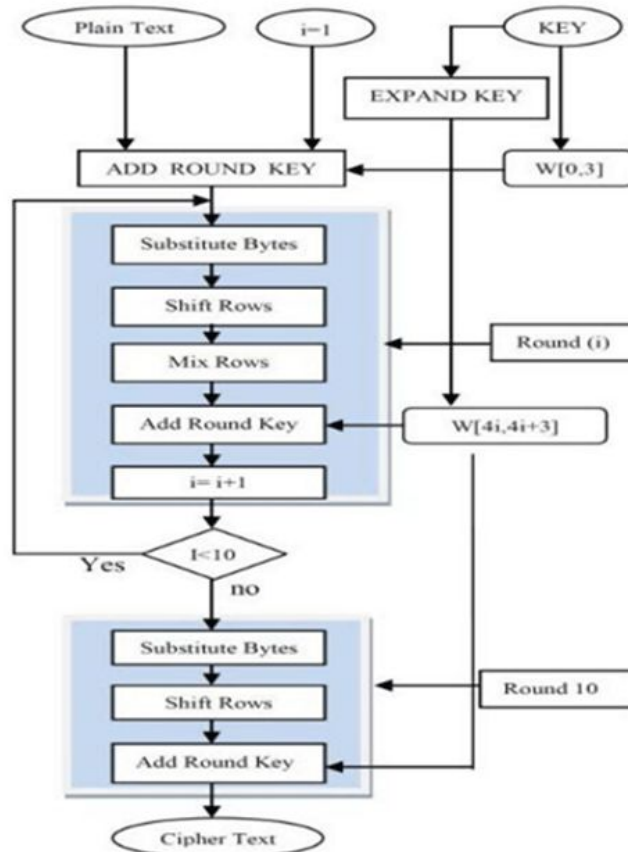 Plain Text
i=1
KEY
EXPAND KEY
ADD ROUND KEY
W[0,3]
Substitute Bytes
Shift Rows
Round (i)
Mix Rows
Add Round Key
W[4i,4i+3]
i= i+1
I<10
Yes
no
Substitute Bytes
Shift Rows
Round 10
Add Round Key
Cipher Text